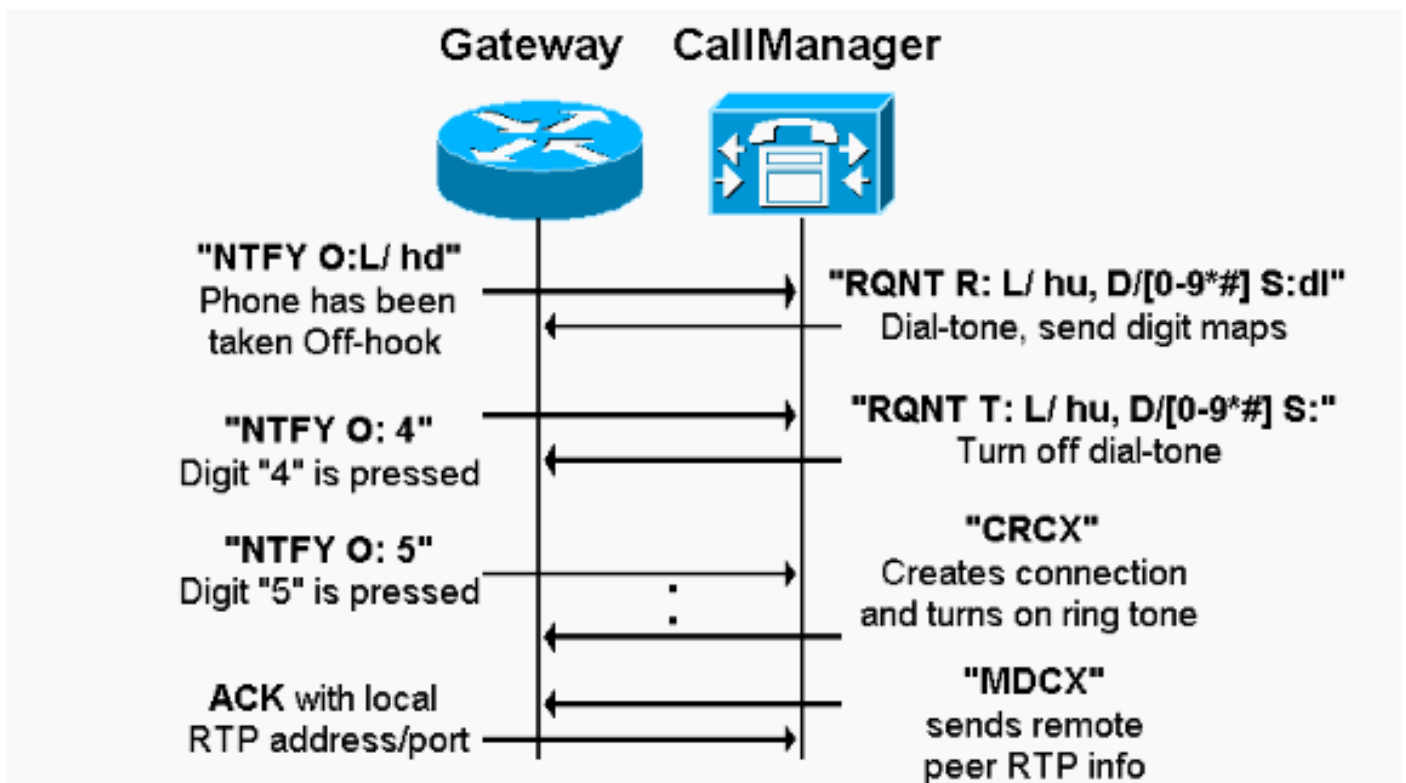 Gateway CallManager
"NTFY O:L/ hd"
Phone has been
taken Off-hook
"RQNT R: L/ hu, D/[0-9*#] S:dl"
Dial-tone, send digit maps
"NTFY O: 4"
Digit "4" is pressed
"RQNT T: L/ hu, D/[0-9*#] S:"
Turn off dial-tone
"NTFY O: 5"
Digit "5" is pressed
"CRCX"
Creates connection
and turns on ring tone
ACK with local
RTP address/port
"MDCX"
sends remote
peer RTP info